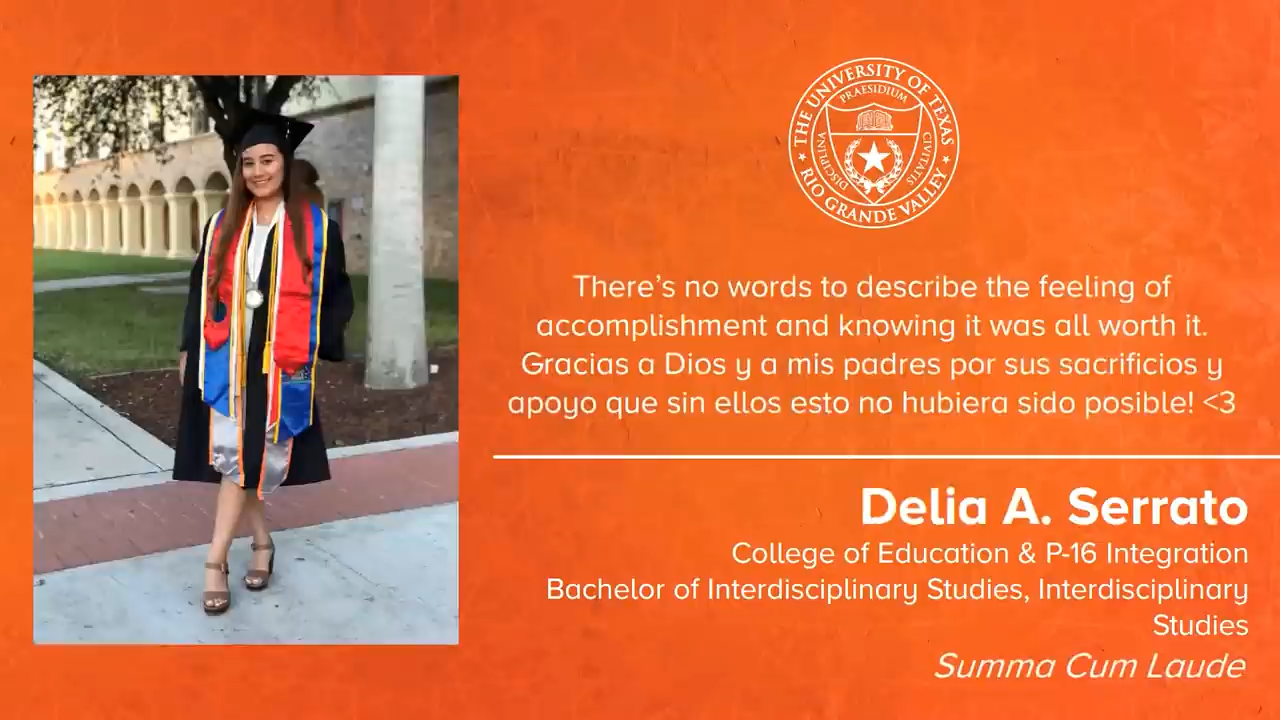 THE UNIVERSITY OF TEXAS
RIO GRANDE VALLEY
PRAESIDIUM
DISCIPLINA
CIVITATIS
There's no words to describe the feeling of
accomplishment and knowing it was all worth it.
Gracias a Dios y a mis padres por sus sacrificios y
apoyo que sin ellos esto no hubiera sido posible! <3
Delia A. Serrato
College of Education & P-16 Integration
Bachelor of Interdisciplinary Studies, Interdisciplinary
Studies
Summa Cum Laude